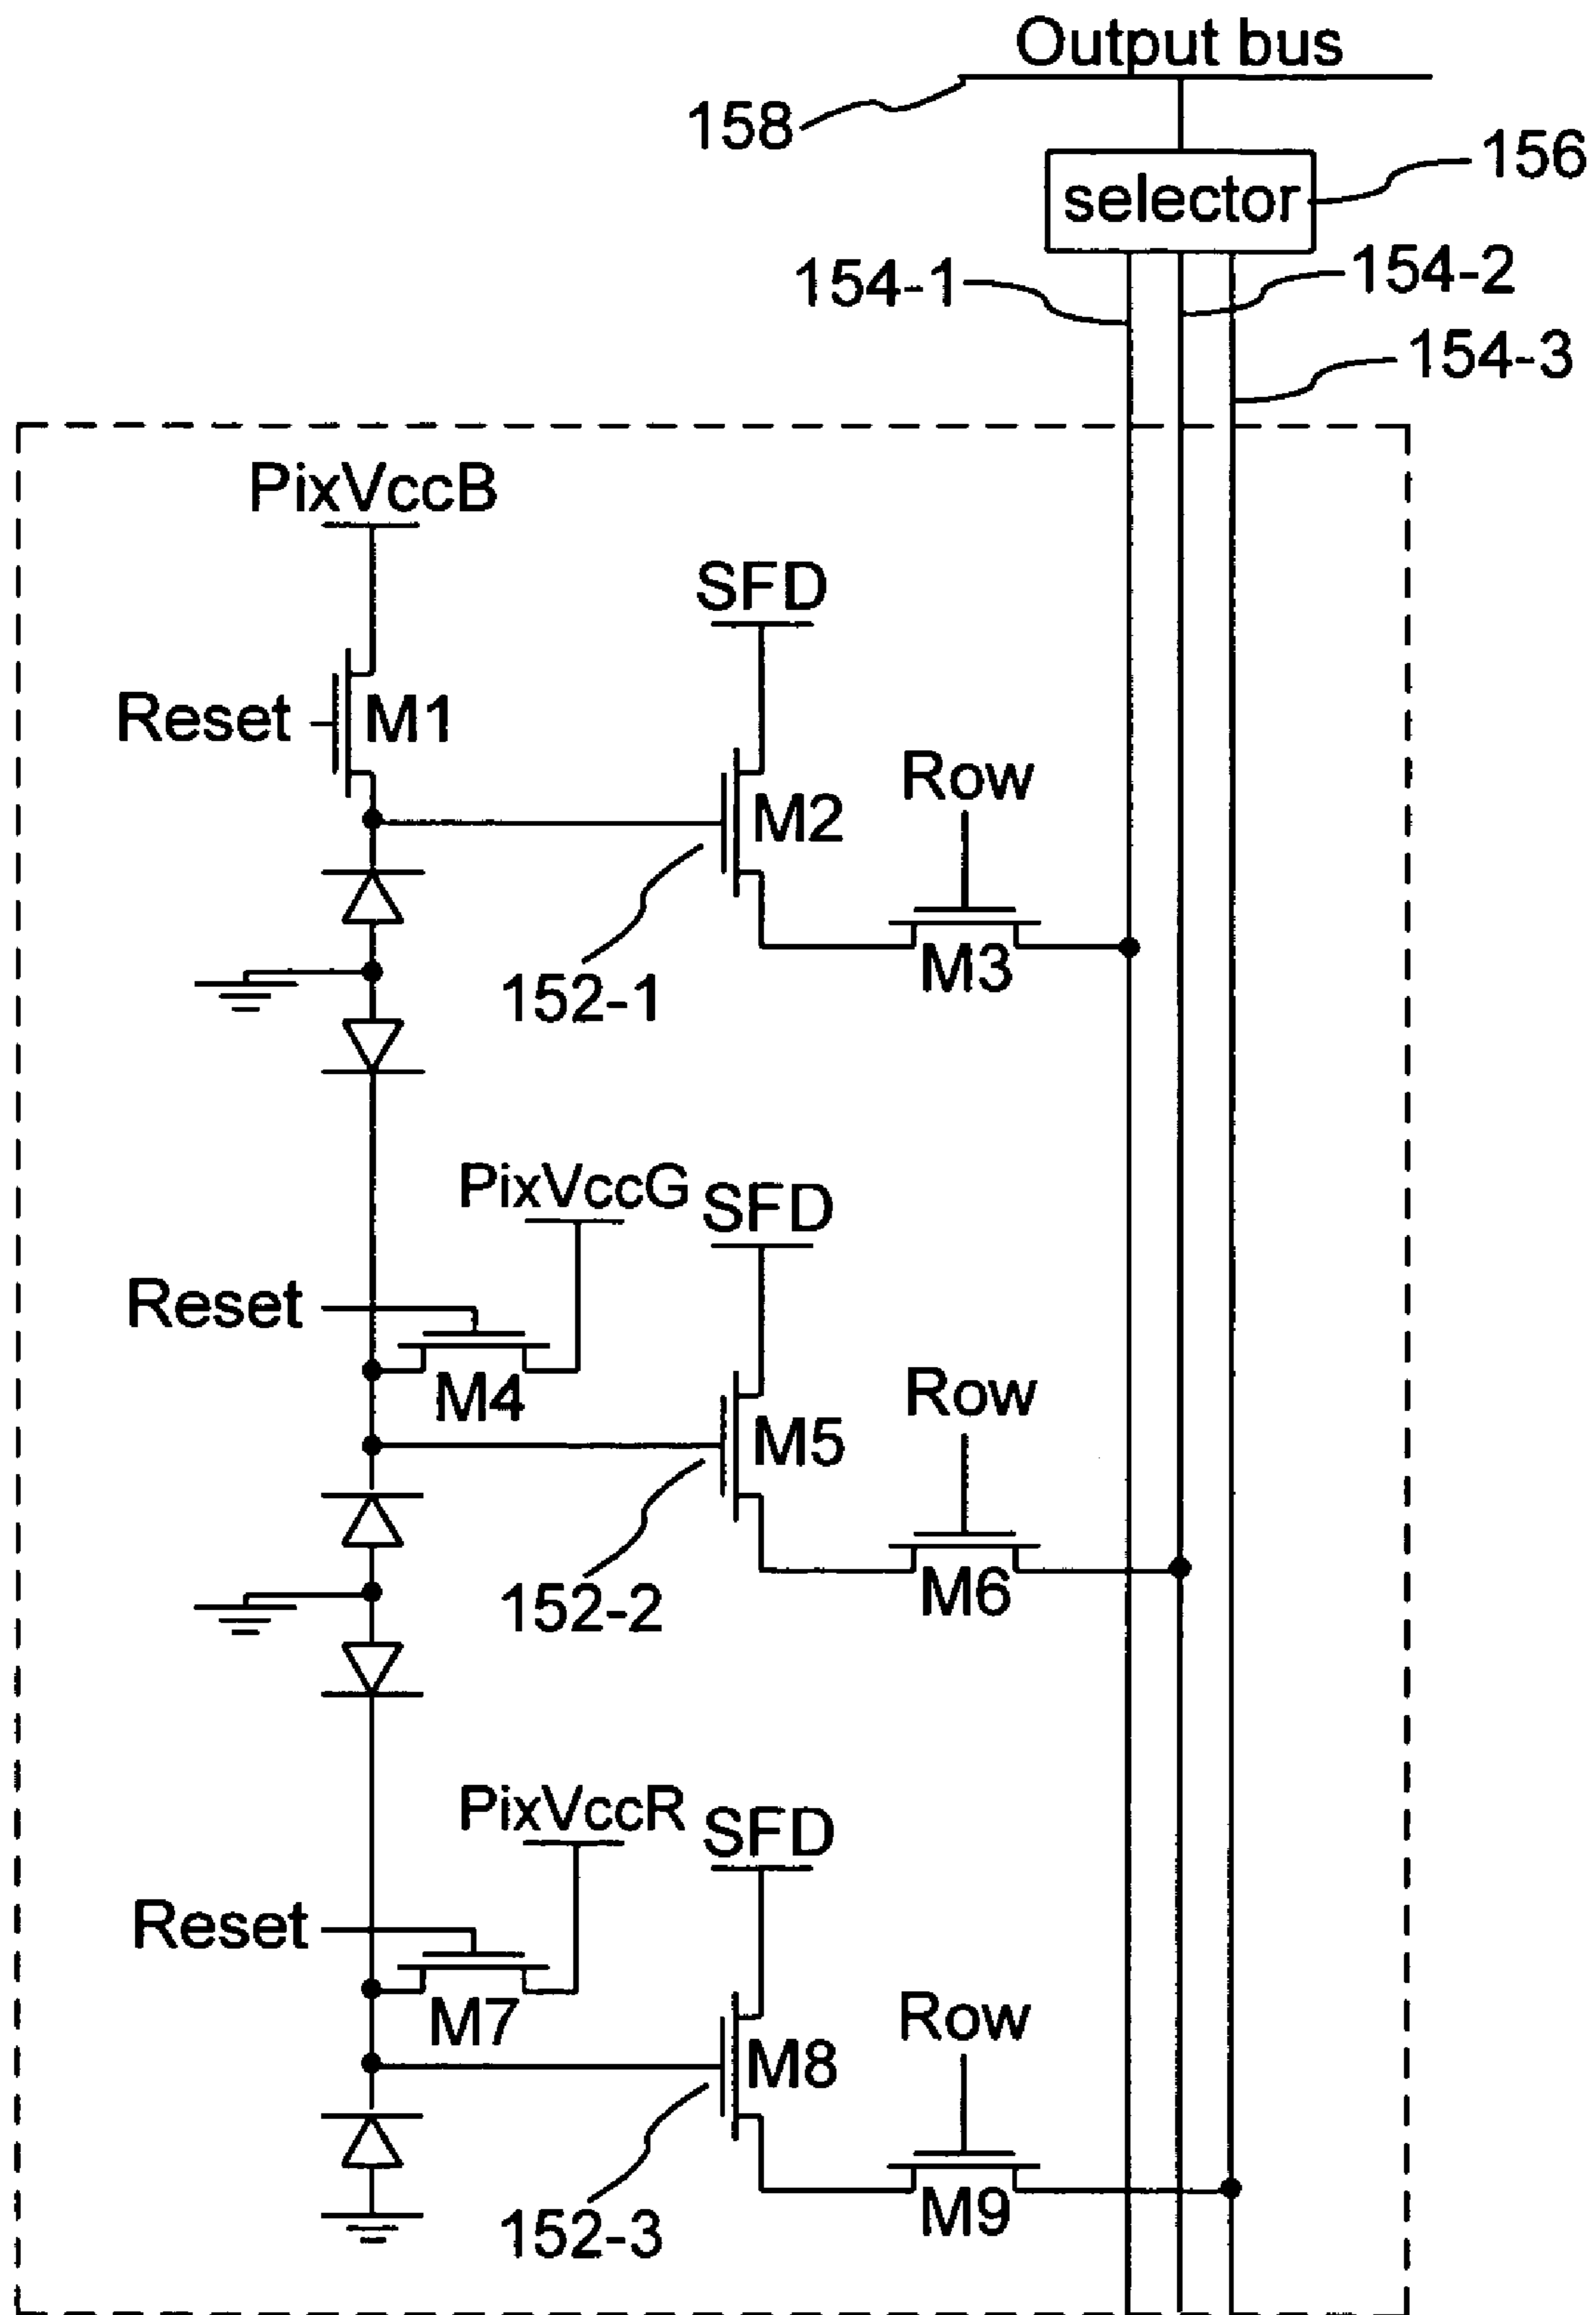 Output bus
158
156
selector
154-1
154-2
154-3
PixVccB
SFD
Reset
M1
Row
M2
M3
152-1
PixVccG
SFD
Reset
M4
Row
M5
M6
152-2
PixVccR
SFD
Reset
M7
Row
M8
M9
152-3